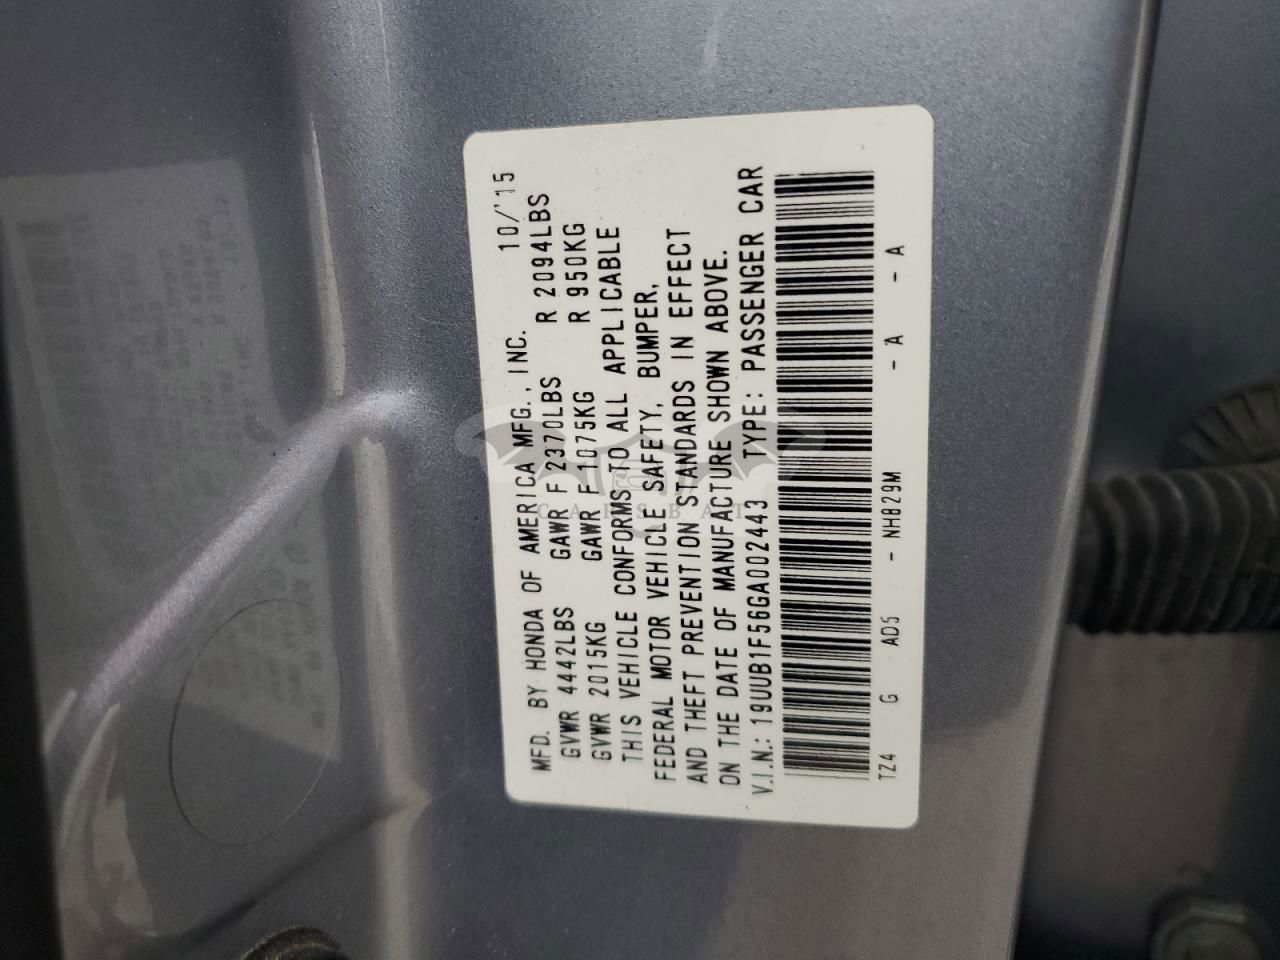 MFD. BY HONDA OF AMERICA MFG., INC. 10/'15
GVWR 4442LBS GAWR F 2370LBS R 2094LBS
GVWR 2015KG GAWR F 1075KG R 950KG
THIS VEHICLE CONFORMS TO ALL APPLICABLE
FEDERAL MOTOR VEHICLE SAFETY, BUMPER,
AND THEFT PREVENTION STANDARDS IN EFFECT
ON THE DATE OF MANUFACTURE SHOWN ABOVE.
V.I.N.: 19UUB1F56GA002443 TYPE: PASSENGER CAR
TZ4 G AD5 - NH829M - A - A
CARSBAT